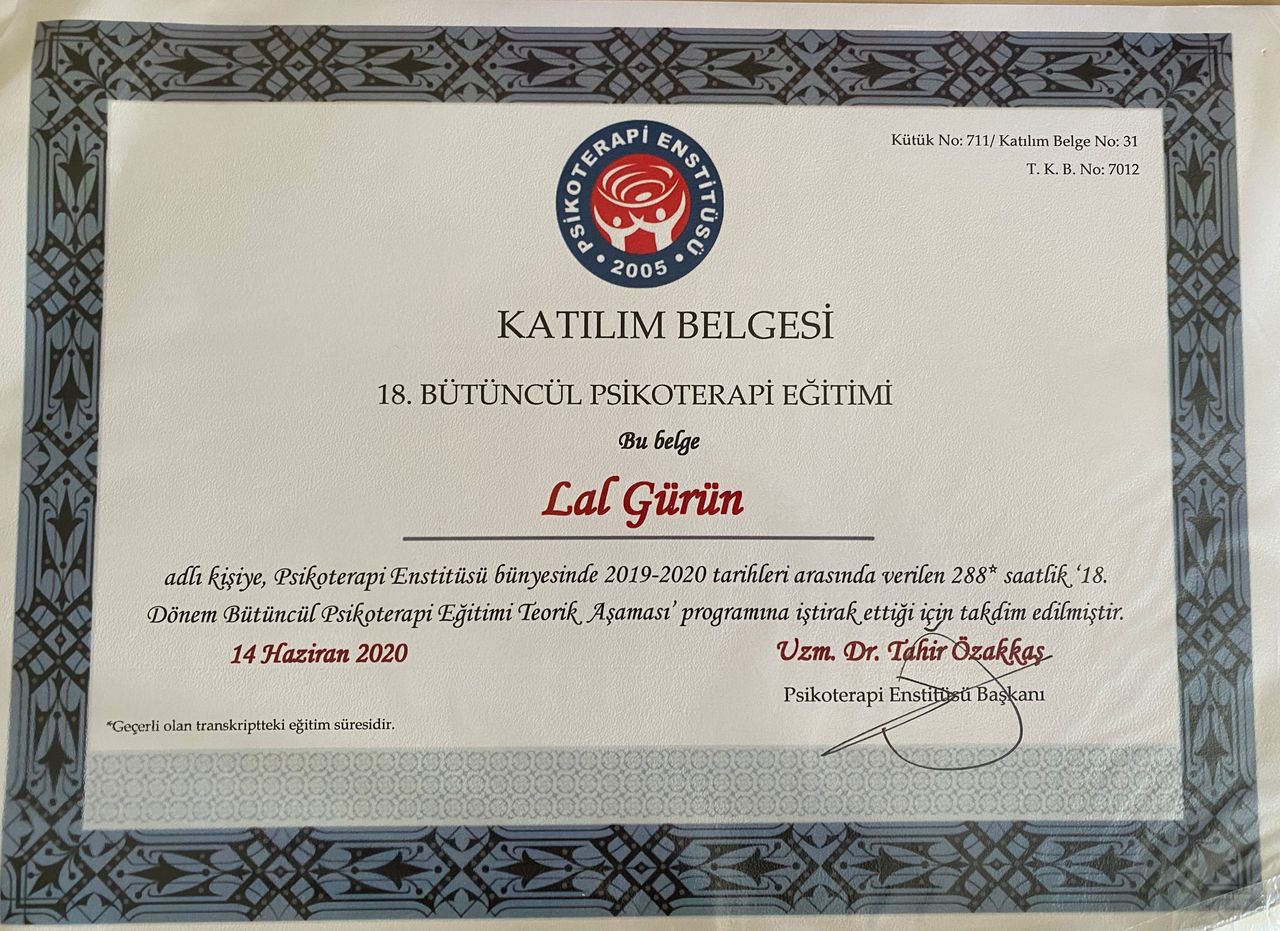 Kütük No: 711/ Katılım Belge No: 31
T. K. B. No: 7012
PSİKOTERAPİ ENSTİTÜSÜ
• 2005 •
KATILIM BELGESİ
18. BÜTÜNCÜL PSİKOTERAPİ EĞİTİMİ
Bu belge
Lal Gürün
adlı kişiye, Psikoterapi Enstitüsü bünyesinde 2019-2020 tarihleri arasında verilen 288* saatlik ‘18.
Dönem Bütüncül Psikoterapi Eğitimi Teorik Aşaması’ programına iştirak ettiği için takdim edilmiştir.
14 Haziran 2020
Uzm. Dr. Tahir Özakkaş
Psikoterapi Enstitüsü Başkanı
*Geçerli olan transkriptteki eğitim süresidir.